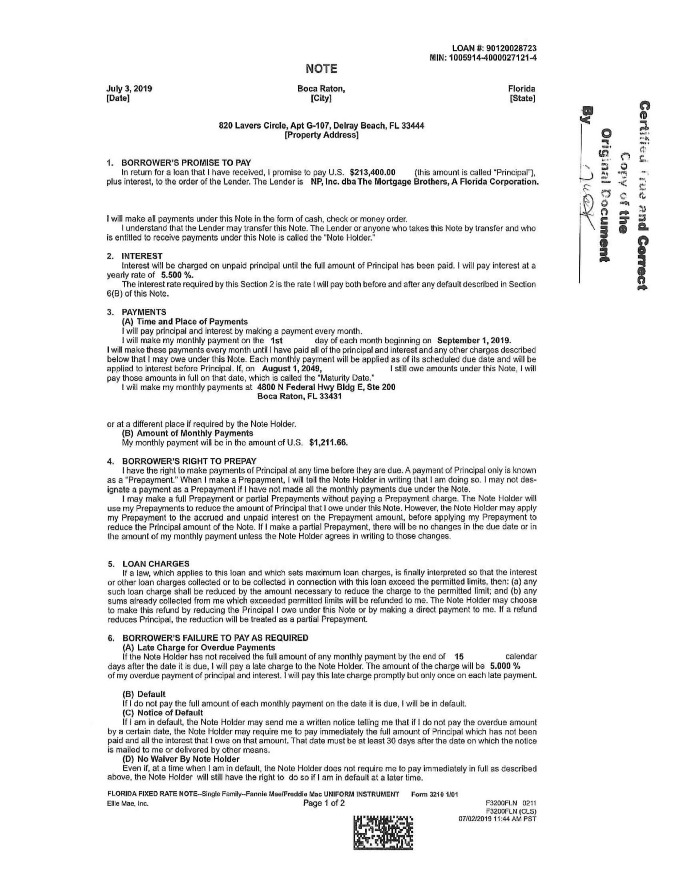 LOAN #: 90120028723
MIN: 1005914-4000027121-4
NOTE
July 3, 2019 Boca Raton, Florida
[Date] [City] [State]
820 Lavers Circle, Apt G-107, Delray Beach, FL 33444
[Property Address]
1. BORROWER'S PROMISE TO PAY
In return for a loan that I have received, I promise to pay U.S. $213,400.00 (this amount is called "Principal"),
plus interest, to the order of the Lender. The Lender is NP, Inc. dba The Mortgage Brothers, A Florida Corporation.
I will make all payments under this Note in the form of cash, check or money order.
I understand that the Lender may transfer this Note. The Lender or anyone who takes this Note by transfer and who
is entitled to receive payments under this Note is called the "Note Holder."
2. INTEREST
Interest will be charged on unpaid principal until the full amount of Principal has been paid. I will pay interest at a
yearly rate of 5.500 %.
The interest rate required by this Section 2 is the rate I will pay both before and after any default described in Section
6(B) of this Note.
3. PAYMENTS
(A) Time and Place of Payments
I will pay principal and interest by making a payment every month.
I will make my monthly payment on the 1st day of each month beginning on September 1, 2019.
I will make these payments every month until I have paid all of the principal and interest and any other charges described
below that I may owe under this Note. Each monthly payment will be applied as of its scheduled due date and will be
applied to interest before Principal. If, on August 1, 2049, I still owe amounts under this Note, I will
pay those amounts in full on that date, which is called the "Maturity Date."
I will make my monthly payments at 4800 N Federal Hwy Bldg E, Ste 200
Boca Raton, FL 33431
or at a different place if required by the Note Holder.
(B) Amount of Monthly Payments
My monthly payment will be in the amount of U.S. $1,211.66.
4. BORROWER'S RIGHT TO PREPAY
I have the right to make payments of Principal at any time before they are due. A payment of Principal only is known
as a "Prepayment." When I make a Prepayment, I will tell the Note Holder in writing that I am doing so. I may not des-
ignate a payment as a Prepayment if I have not made all the monthly payments due under the Note.
I may make a full Prepayment or partial Prepayments without paying a Prepayment charge. The Note Holder will
use my Prepayments to reduce the amount of Principal that I owe under this Note. However, the Note Holder may apply
my Prepayment to the accrued and unpaid interest on the Prepayment amount, before applying my Prepayment to
reduce the Principal amount of the Note. If I make a partial Prepayment, there will be no changes in the due date or in
the amount of my monthly payment unless the Note Holder agrees in writing to those changes.
5. LOAN CHARGES
If a law, which applies to this loan and which sets maximum loan charges, is finally interpreted so that the interest
or other loan charges collected or to be collected in connection with this loan exceed the permitted limits, then: (a) any
such loan charge shall be reduced by the amount necessary to reduce the charge to the permitted limit; and (b) any
sums already collected from me which exceeded permitted limits will be refunded to me. The Note Holder may choose
to make this refund by reducing the Principal I owe under this Note or by making a direct payment to me. If a refund
reduces Principal, the reduction will be treated as a partial Prepayment.
6. BORROWER'S FAILURE TO PAY AS REQUIRED
(A) Late Charge for Overdue Payments
If the Note Holder has not received the full amount of any monthly payment by the end of 15 calendar
days after the date it is due, I will pay a late charge to the Note Holder. The amount of the charge will be 5.000 %
of my overdue payment of principal and interest. I will pay this late charge promptly but only once on each late payment.
(B) Default
If I do not pay the full amount of each monthly payment on the date it is due, I will be in default.
(C) Notice of Default
If I am in default, the Note Holder may send me a written notice telling me that if I do not pay the overdue amount
by a certain date, the Note Holder may require me to pay immediately the full amount of Principal which has not been
paid and all the interest that I owe on that amount. That date must be at least 30 days after the date on which the notice
is mailed to me or delivered by other means.
(D) No Waiver By Note Holder
Even if, at a time when I am in default, the Note Holder does not require me to pay immediately in full as described
above, the Note Holder will still have the right to do so if I am in default at a later time.
FLORIDA FIXED RATE NOTE--Single Family--Fannie Mae/Freddie Mac UNIFORM INSTRUMENT Form 3210 1/01
Ellie Mae, Inc. Page 1 of 2 F3200FLN 0211
F3200FLN (CLS)
07/02/2019 11:44 AM PST
Certified True and Correct
Copy of the
Original Document
By